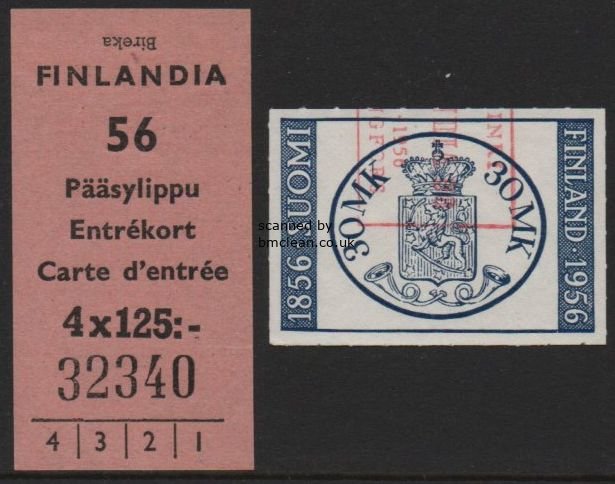 Bireka
FINLANDIA
56
Pääsylippu
Entrékort
Carte d'entrée
4x125:-
32340
4 | 3 | 2 | 1
1856 SUOMI
30 MK 30 MK
FINLAND 1956
scanned by
bmclean.co.uk